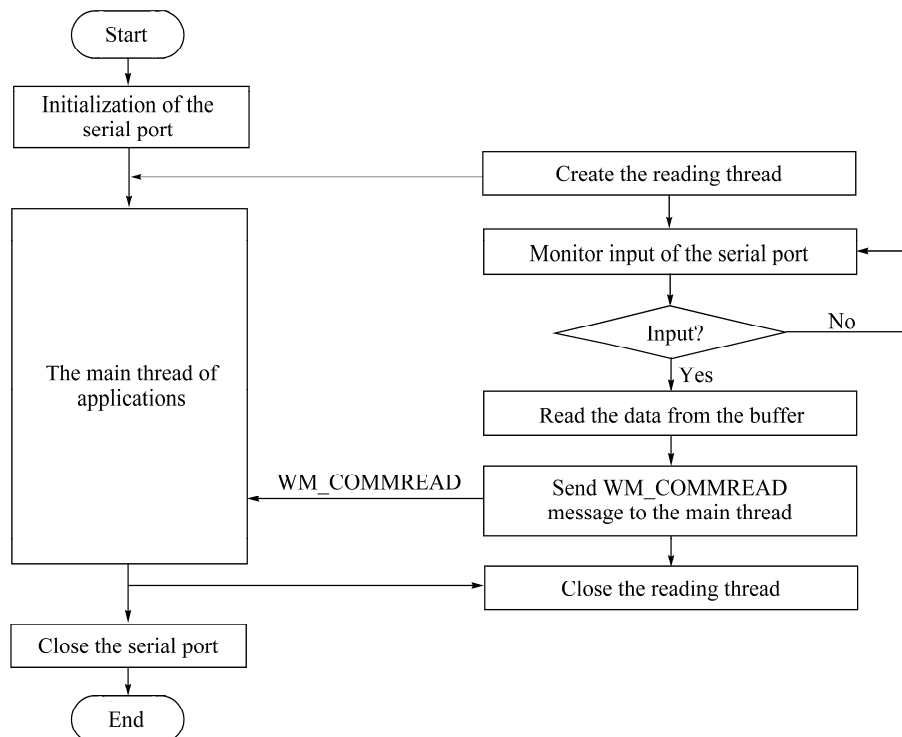 Start
Initialization of the
serial port
Create the reading thread
Monitor input of the serial port
Input?
No
Yes
The main thread of
applications
Read the data from the buffer
WM_COMMREAD
Send WM_COMMREAD
message to the main thread
Close the reading thread
Close the serial port
End